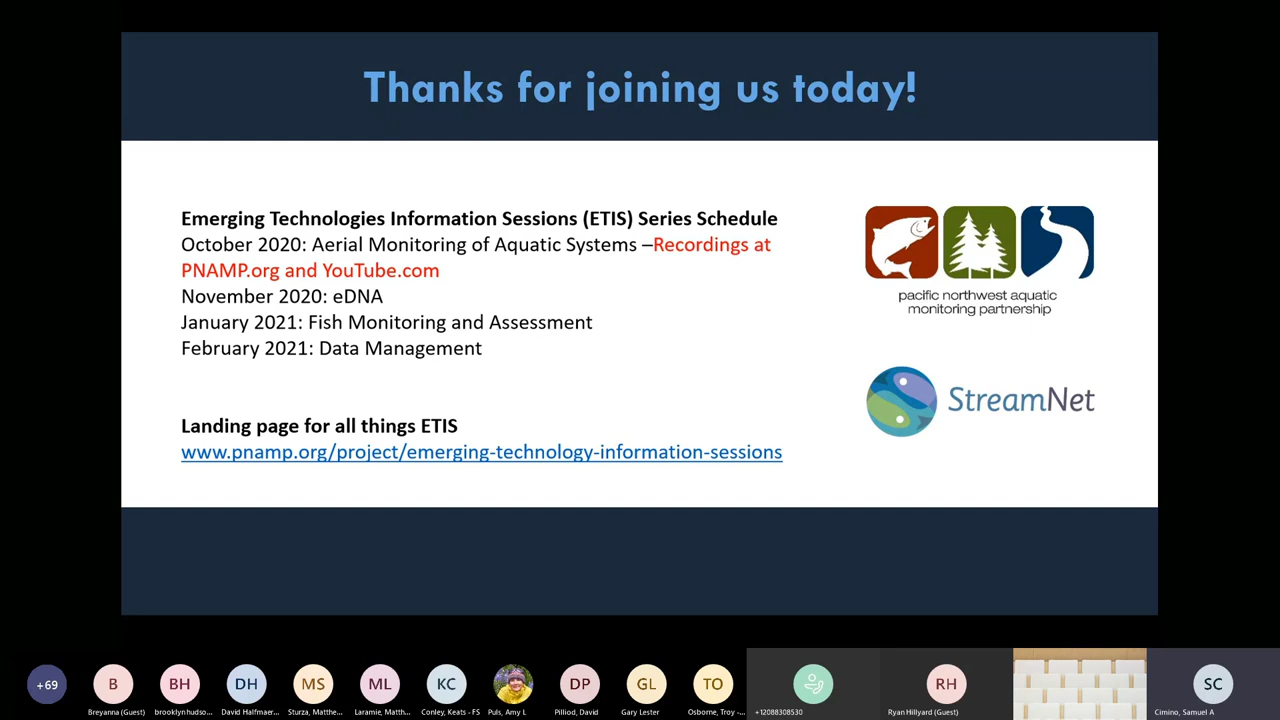 Thanks for joining us today!
Emerging Technologies Information Sessions (ETIS) Series Schedule
October 2020: Aerial Monitoring of Aquatic Systems –Recordings at
PNAMP.org and YouTube.com
November 2020: eDNA
January 2021: Fish Monitoring and Assessment
February 2021: Data Management
Landing page for all things ETIS
www.pnamp.org/project/emerging-technology-information-sessions
pacific northwest aquatic
monitoring partnership
StreamNet
+69
B
BH
DH
MS
ML
KC
DP
GL
TO
RH
SC
Breyanna (Guest)
brooklynhudso...
David Halfmaer...
Sturza, Matthe...
Laramie, Matth...
Conley, Keats - FS
Puls, Amy L
Pilliod, David
Gary Lester
Osborne, Troy -...
+12088308530
Ryan Hillyard (Guest)
Cimino, Samuel A